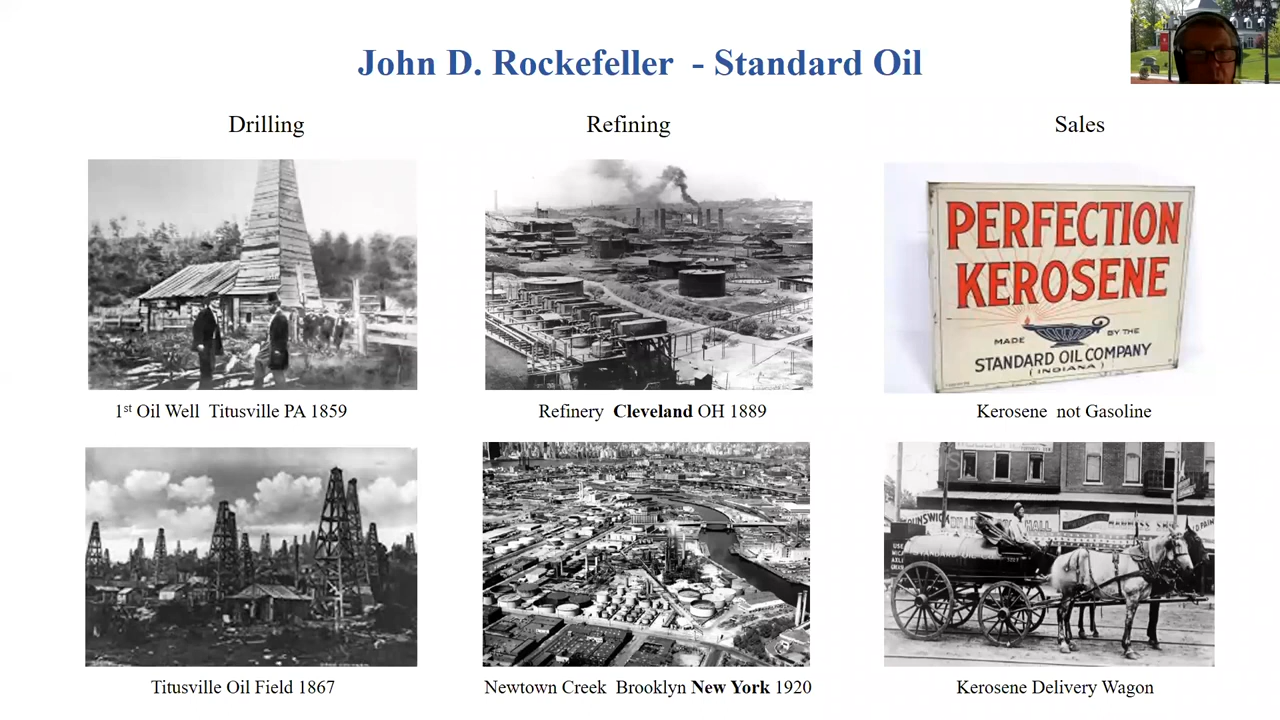 John D. Rockefeller - Standard Oil
Drilling
Refining
Sales
PERFECTION
KEROSENE
MADE BY THE
STANDARD OIL COMPANY
(INDIANA)
1st Oil Well Titusville PA 1859
Refinery Cleveland OH 1889
Kerosene not Gasoline
HALL
Titusville Oil Field 1867
Newtown Creek Brooklyn New York 1920
Kerosene Delivery Wagon